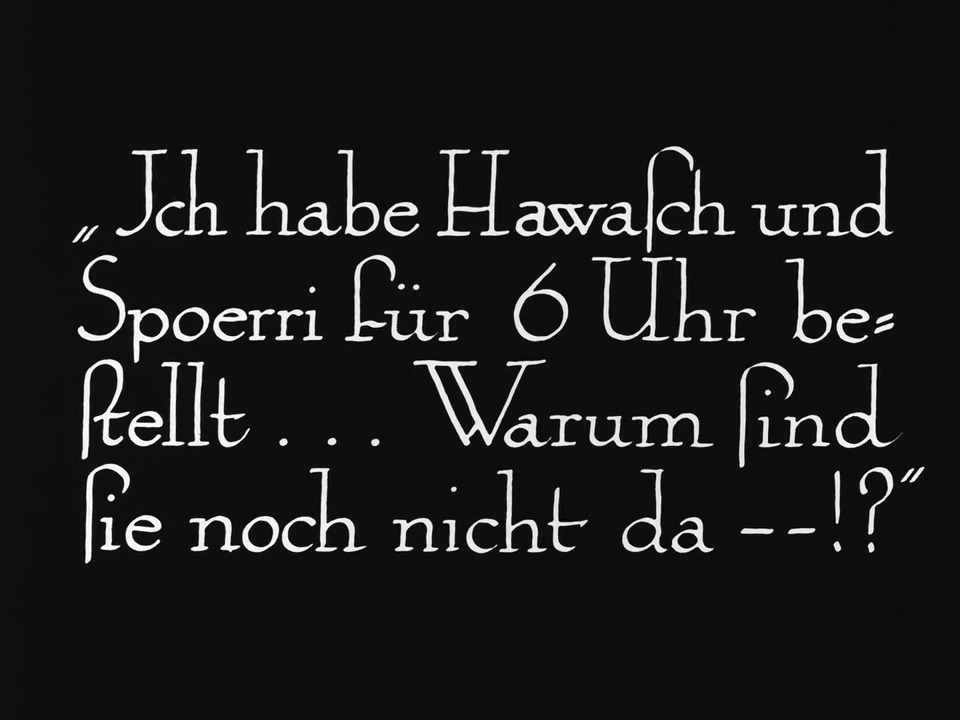 „Ich habe Hawaſch und
Spoerri für 6 Uhr be⸗
ſtellt . . . Warum ſind
ſie noch nicht da --!?“